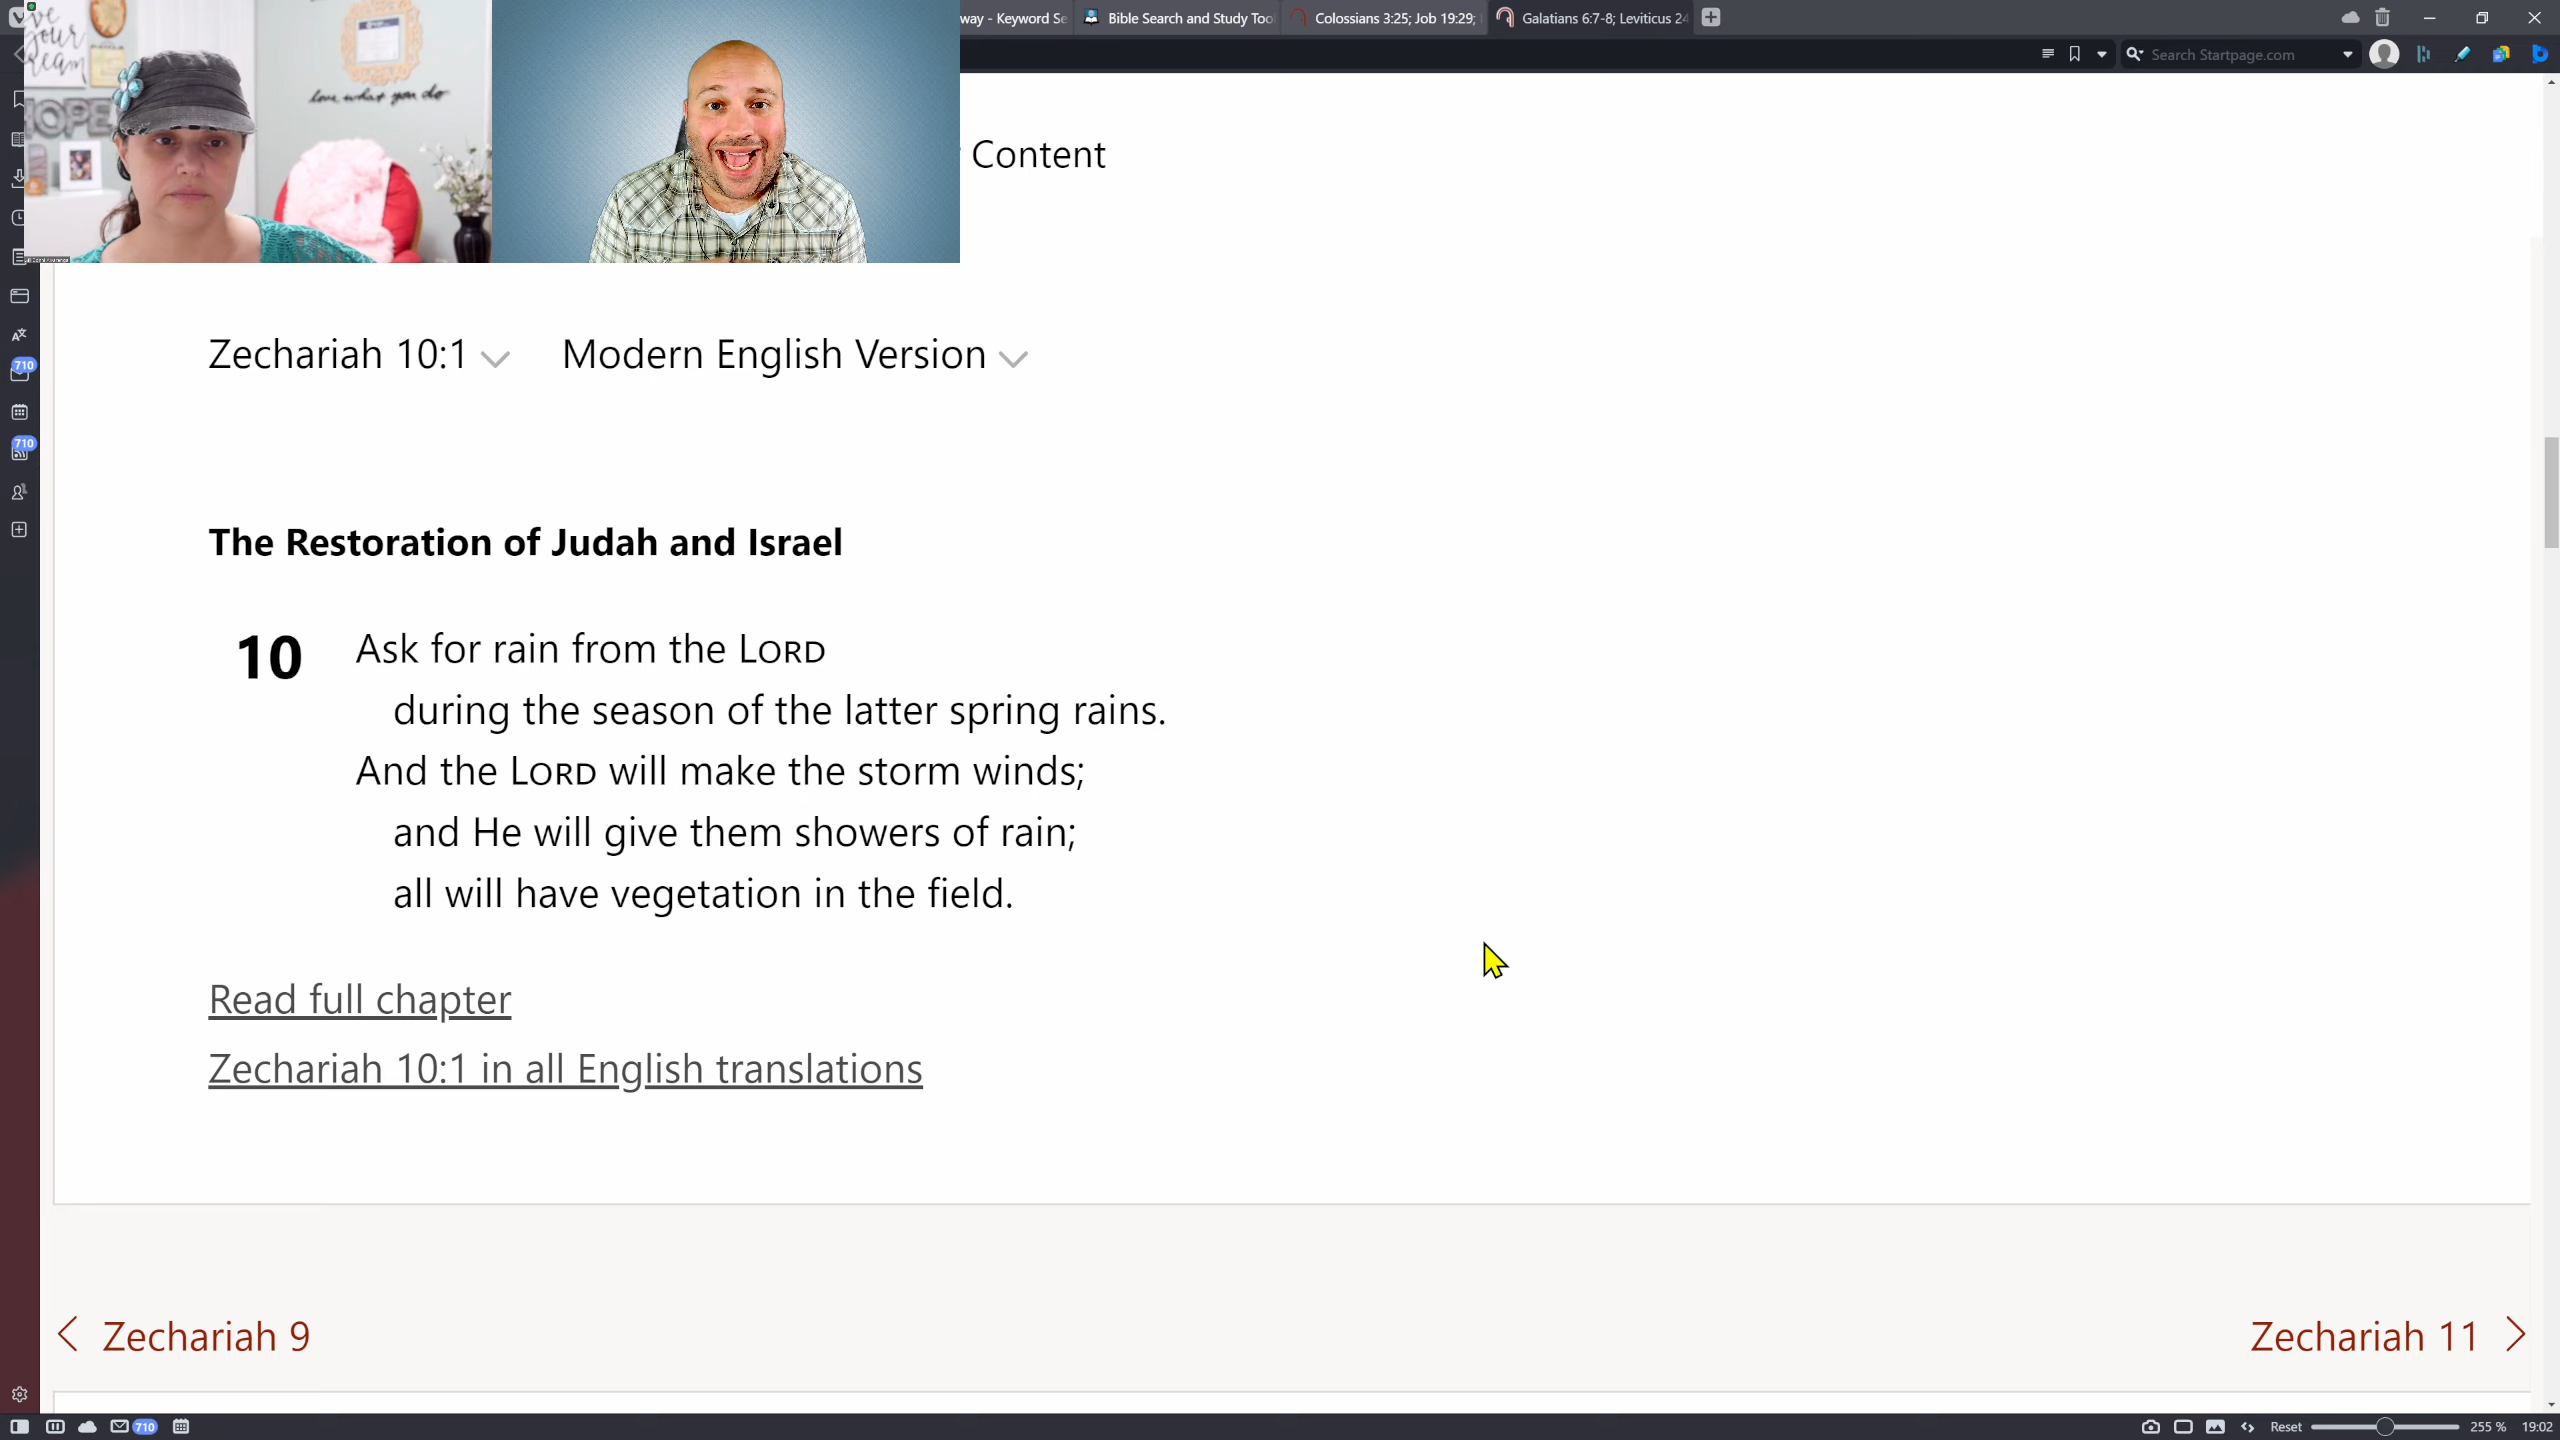 way - Keyword Se
Bible Search and Study Tool
Colossians 3:25; Job 19:29;
Galatians 6:7-8; Leviticus 24
Search Startpage.com
your
HOPE
love what you do
Content
Zechariah 10:1
Modern English Version
The Restoration of Judah and Israel
10 Ask for rain from the LORD
during the season of the latter spring rains.
And the LORD will make the storm winds;
and He will give them showers of rain;
all will have vegetation in the field.
Read full chapter
Zechariah 10:1 in all English translations
Zechariah 9
Zechariah 11
710
710
710
Reset
255 %
19:02